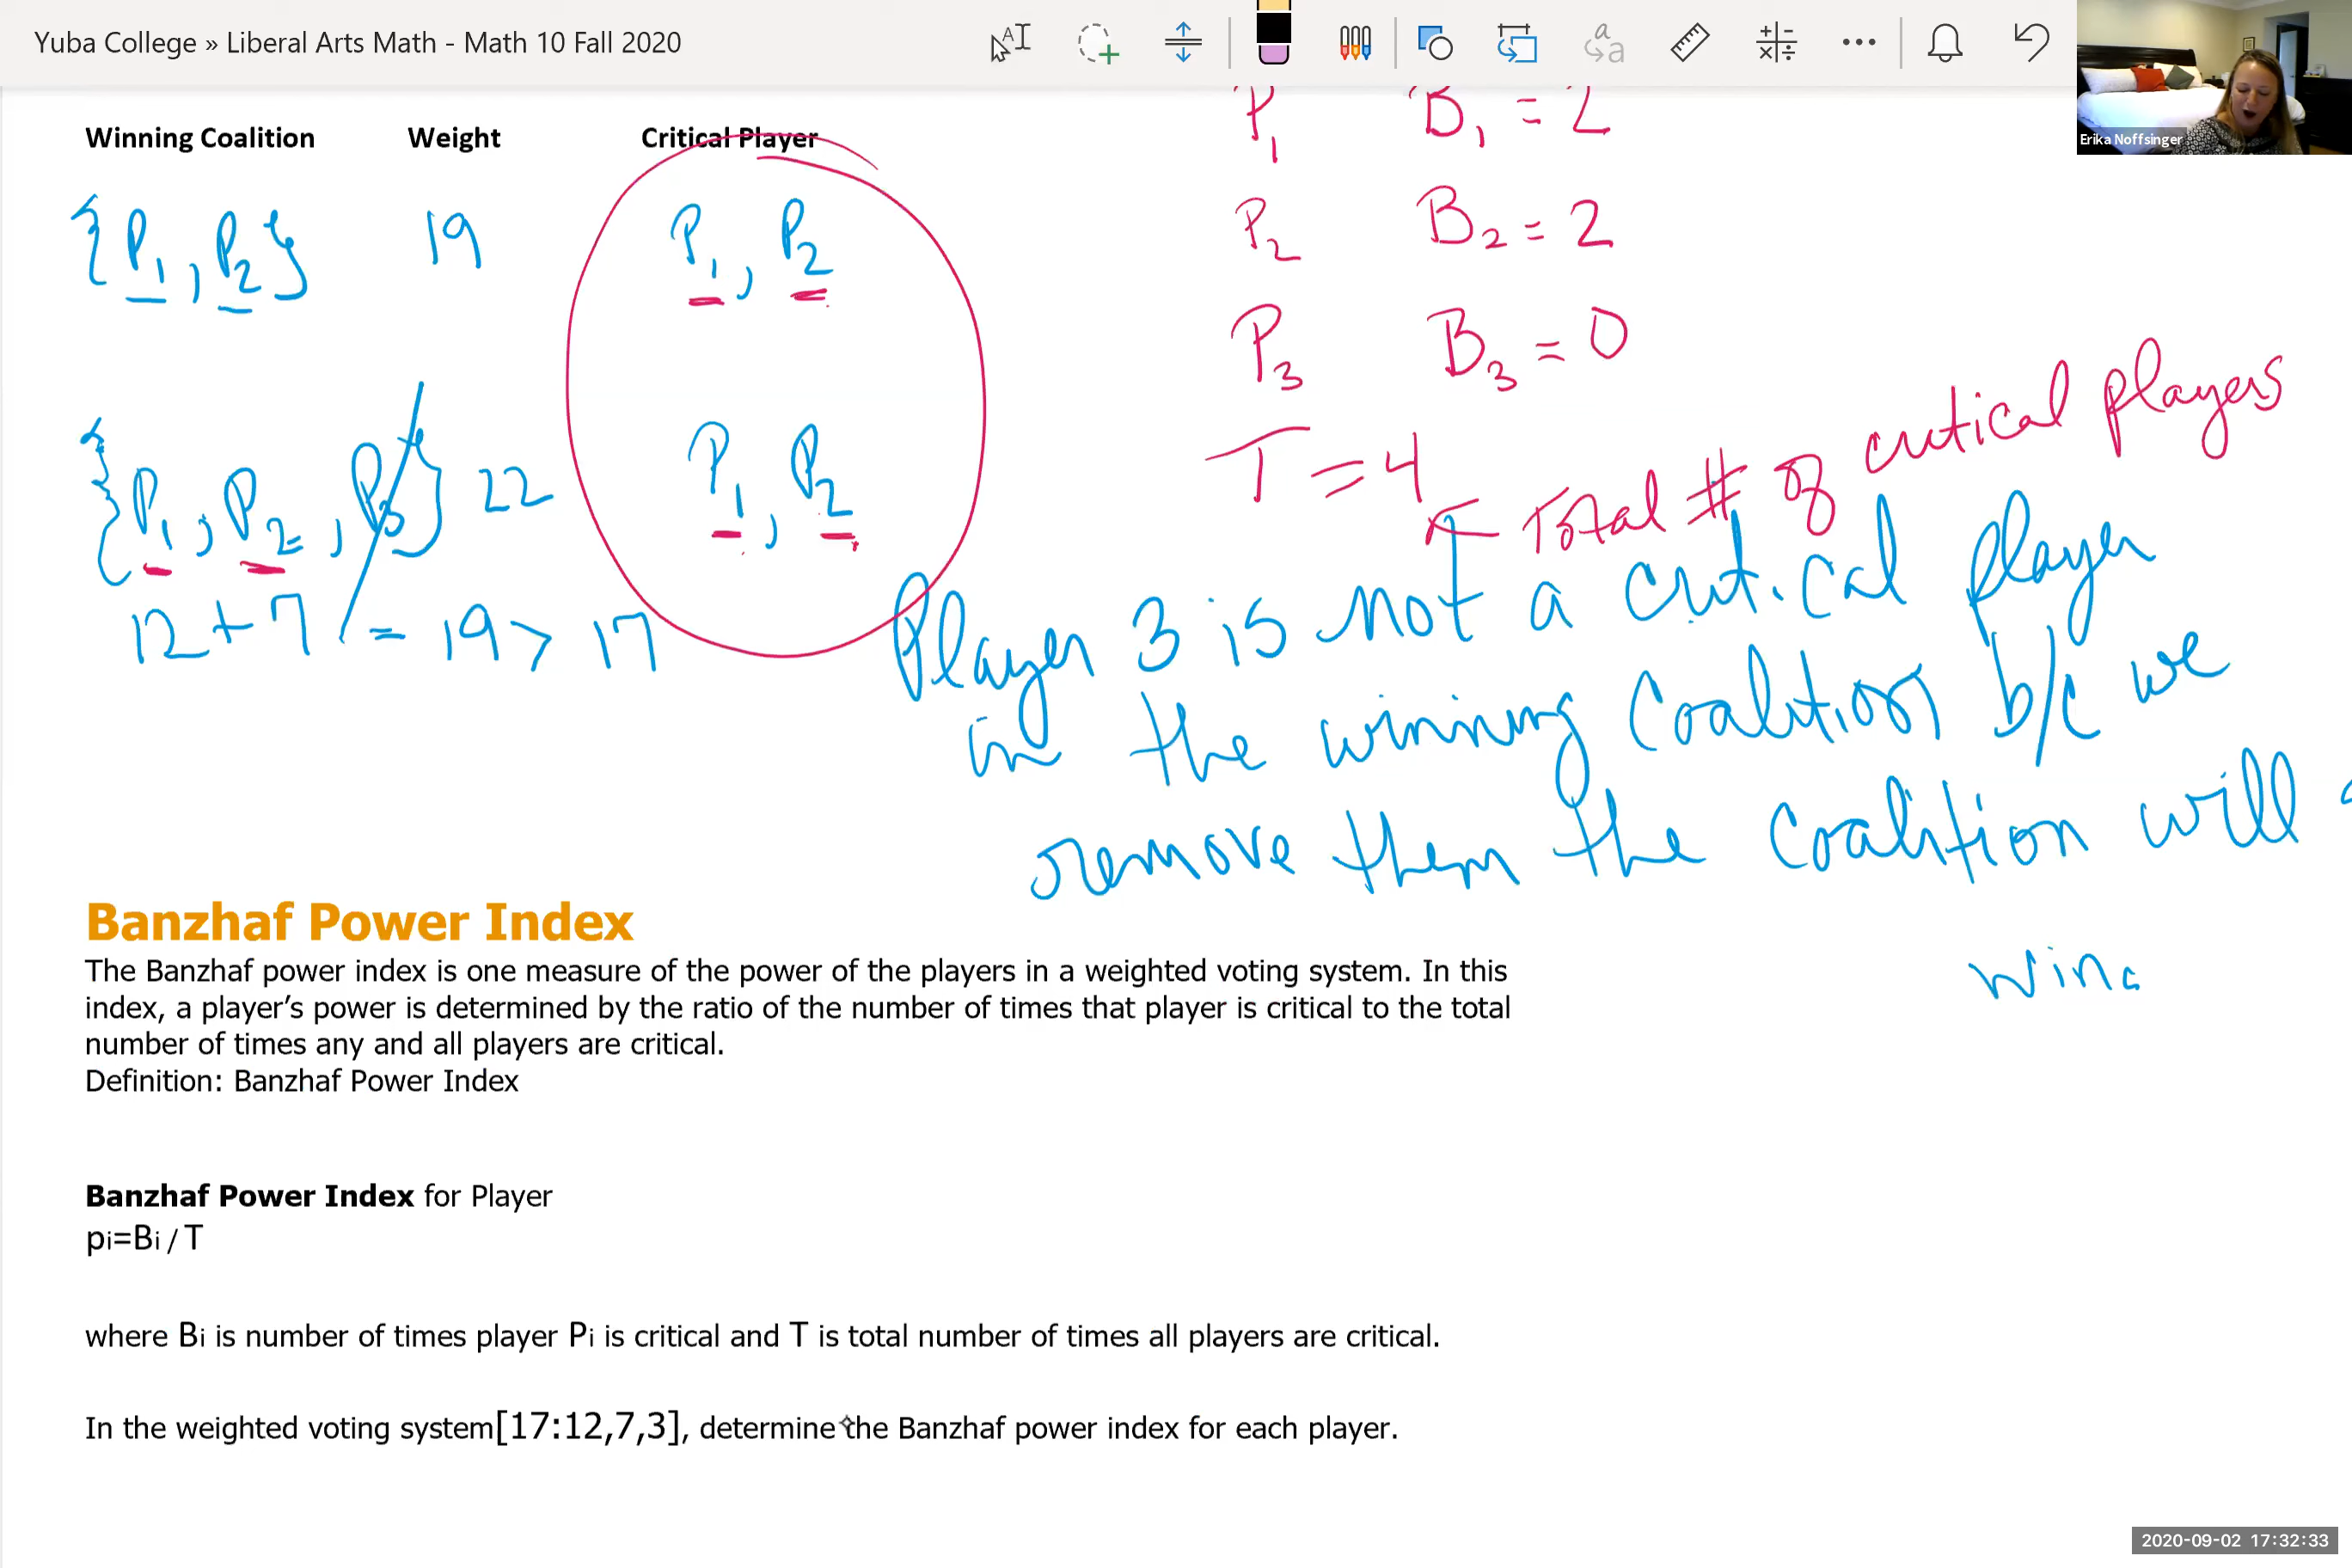 Yuba College » Liberal Arts Math - Math 10 Fall 2020
Erika Noffsinger
Winning Coalition Weight Critical Player
{P1, P2} 19 P1, P2
{P1, P2, P3} 22 P1, P2
12 + 7 = 19 > 17
P1 B1 = 2
P2 B2 = 2
P3 B3 = 0
T = 4 ← Total # of critical players
Player 3 is not a critical player
in the winning coalition b/c we
remove them the coalition will
win
Banzhaf Power Index
The Banzhaf power index is one measure of the power of the players in a weighted voting system. In this
index, a player's power is determined by the ratio of the number of times that player is critical to the total
number of times any and all players are critical.
Definition: Banzhaf Power Index
Banzhaf Power Index for Player
pi=Bi / T
where Bi is number of times player Pi is critical and T is total number of times all players are critical.
In the weighted voting system[17:12,7,3], determine the Banzhaf power index for each player.
2020-09-02 17:32:33